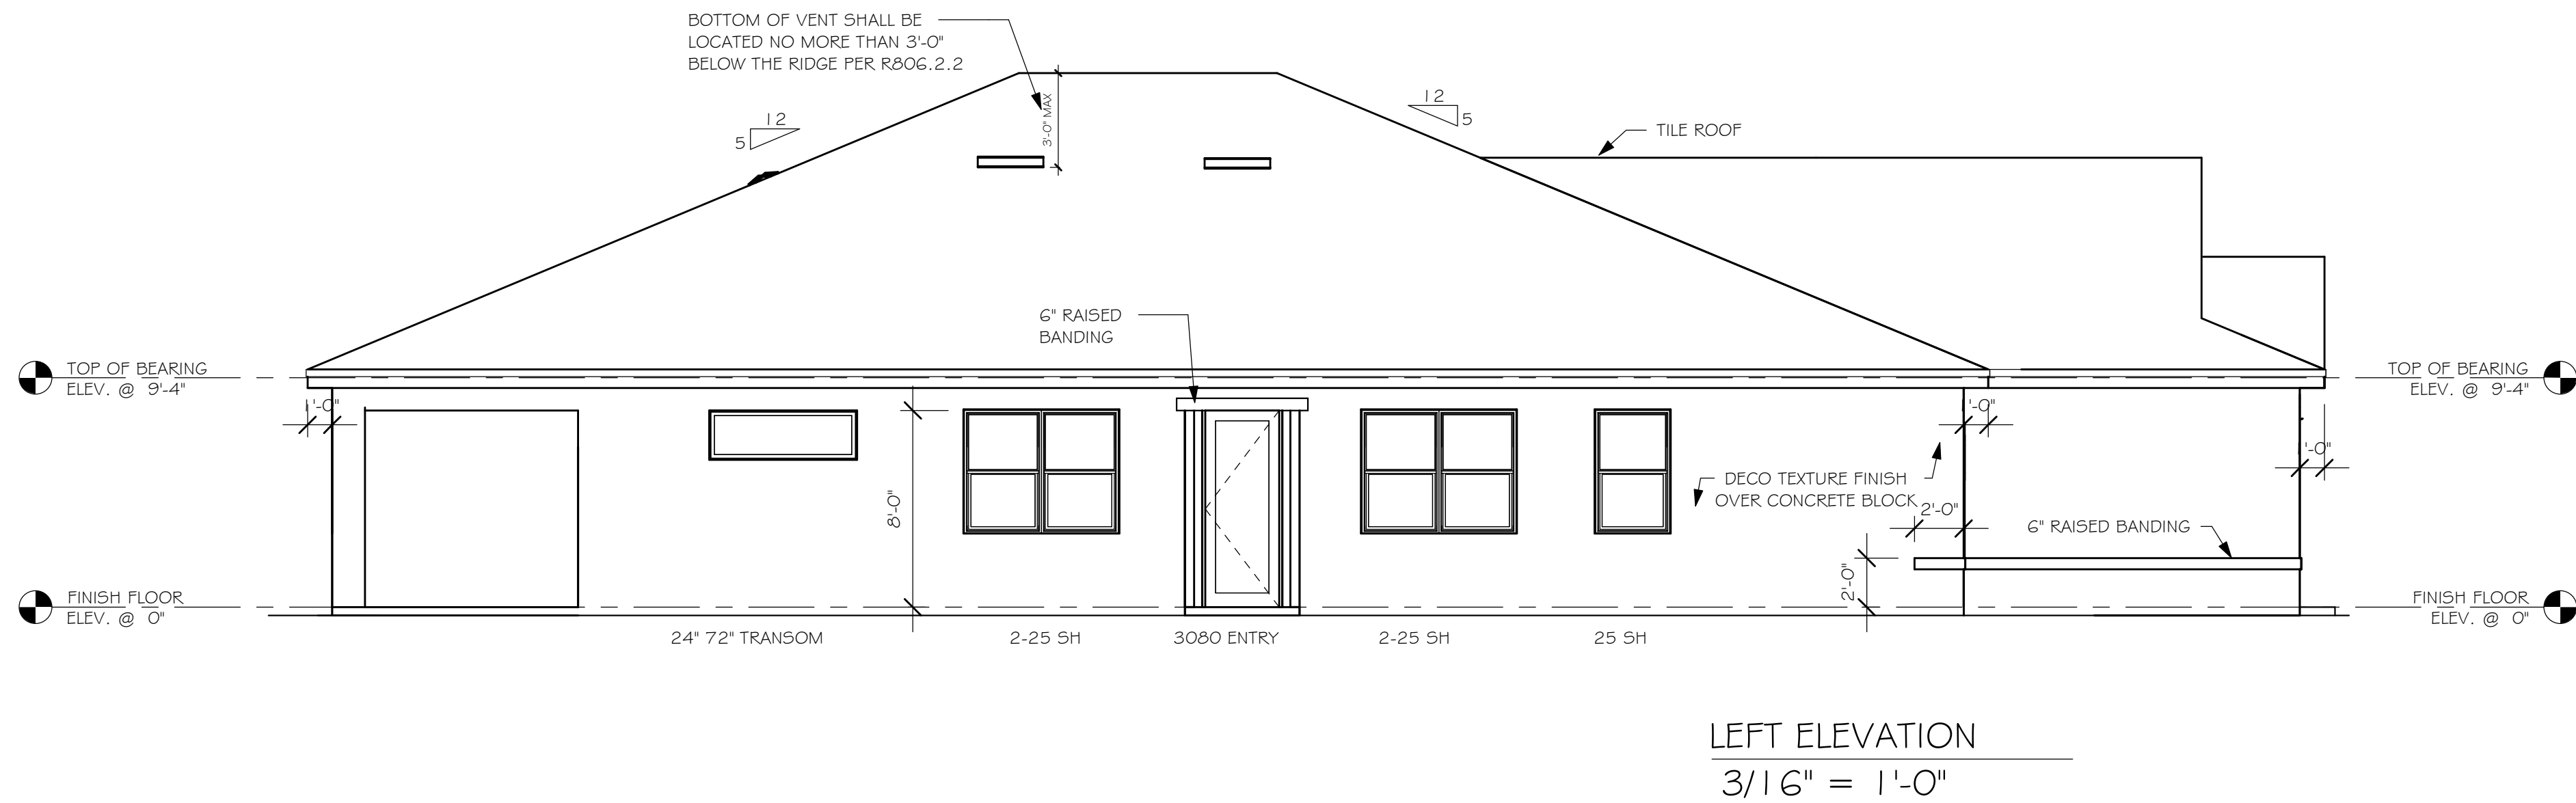 BOTTOM OF VENT SHALL BE
LOCATED NO MORE THAN 3'-0"
BELOW THE RIDGE PER R806.2.2
3'-0" MAX
12
5
12
5
TILE ROOF
6" RAISED
BANDING
TOP OF BEARING
ELEV. @ 9'-4"
TOP OF BEARING
ELEV. @ 9'-4"
1'-0"
1'-0"
1'-0"
8'-0"
DECO TEXTURE FINISH
OVER CONCRETE BLOCK
2'-0"
6" RAISED BANDING
2'-0"
FINISH FLOOR
ELEV. @ 0"
FINISH FLOOR
ELEV. @ 0"
24" 72" TRANSOM
2-25 SH
3080 ENTRY
2-25 SH
25 SH
LEFT ELEVATION
3/16" = 1'-0"